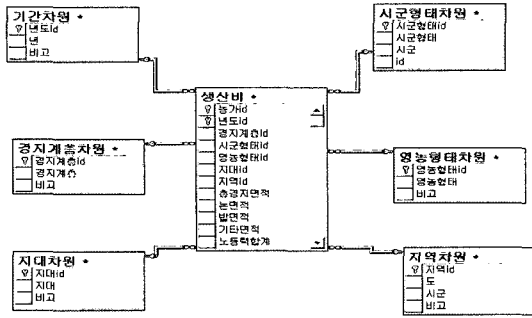 기간차원 *
년도id
년
비고
시군형태차원 *
시군형태id
시군형태
시군
id
생산비 *
농가id
년도id
경지계층id
시군형태id
영농형태id
지대id
지역id
총경지면적
논면적
밭면적
기타면적
노동력합계
경지계층차원 *
경지계층id
경지계층
비고
영농형태차원 *
영농형태id
영농형태
비고
지대차원 *
지대id
지대
비고
지역차원 *
지역id
도
시군
비고